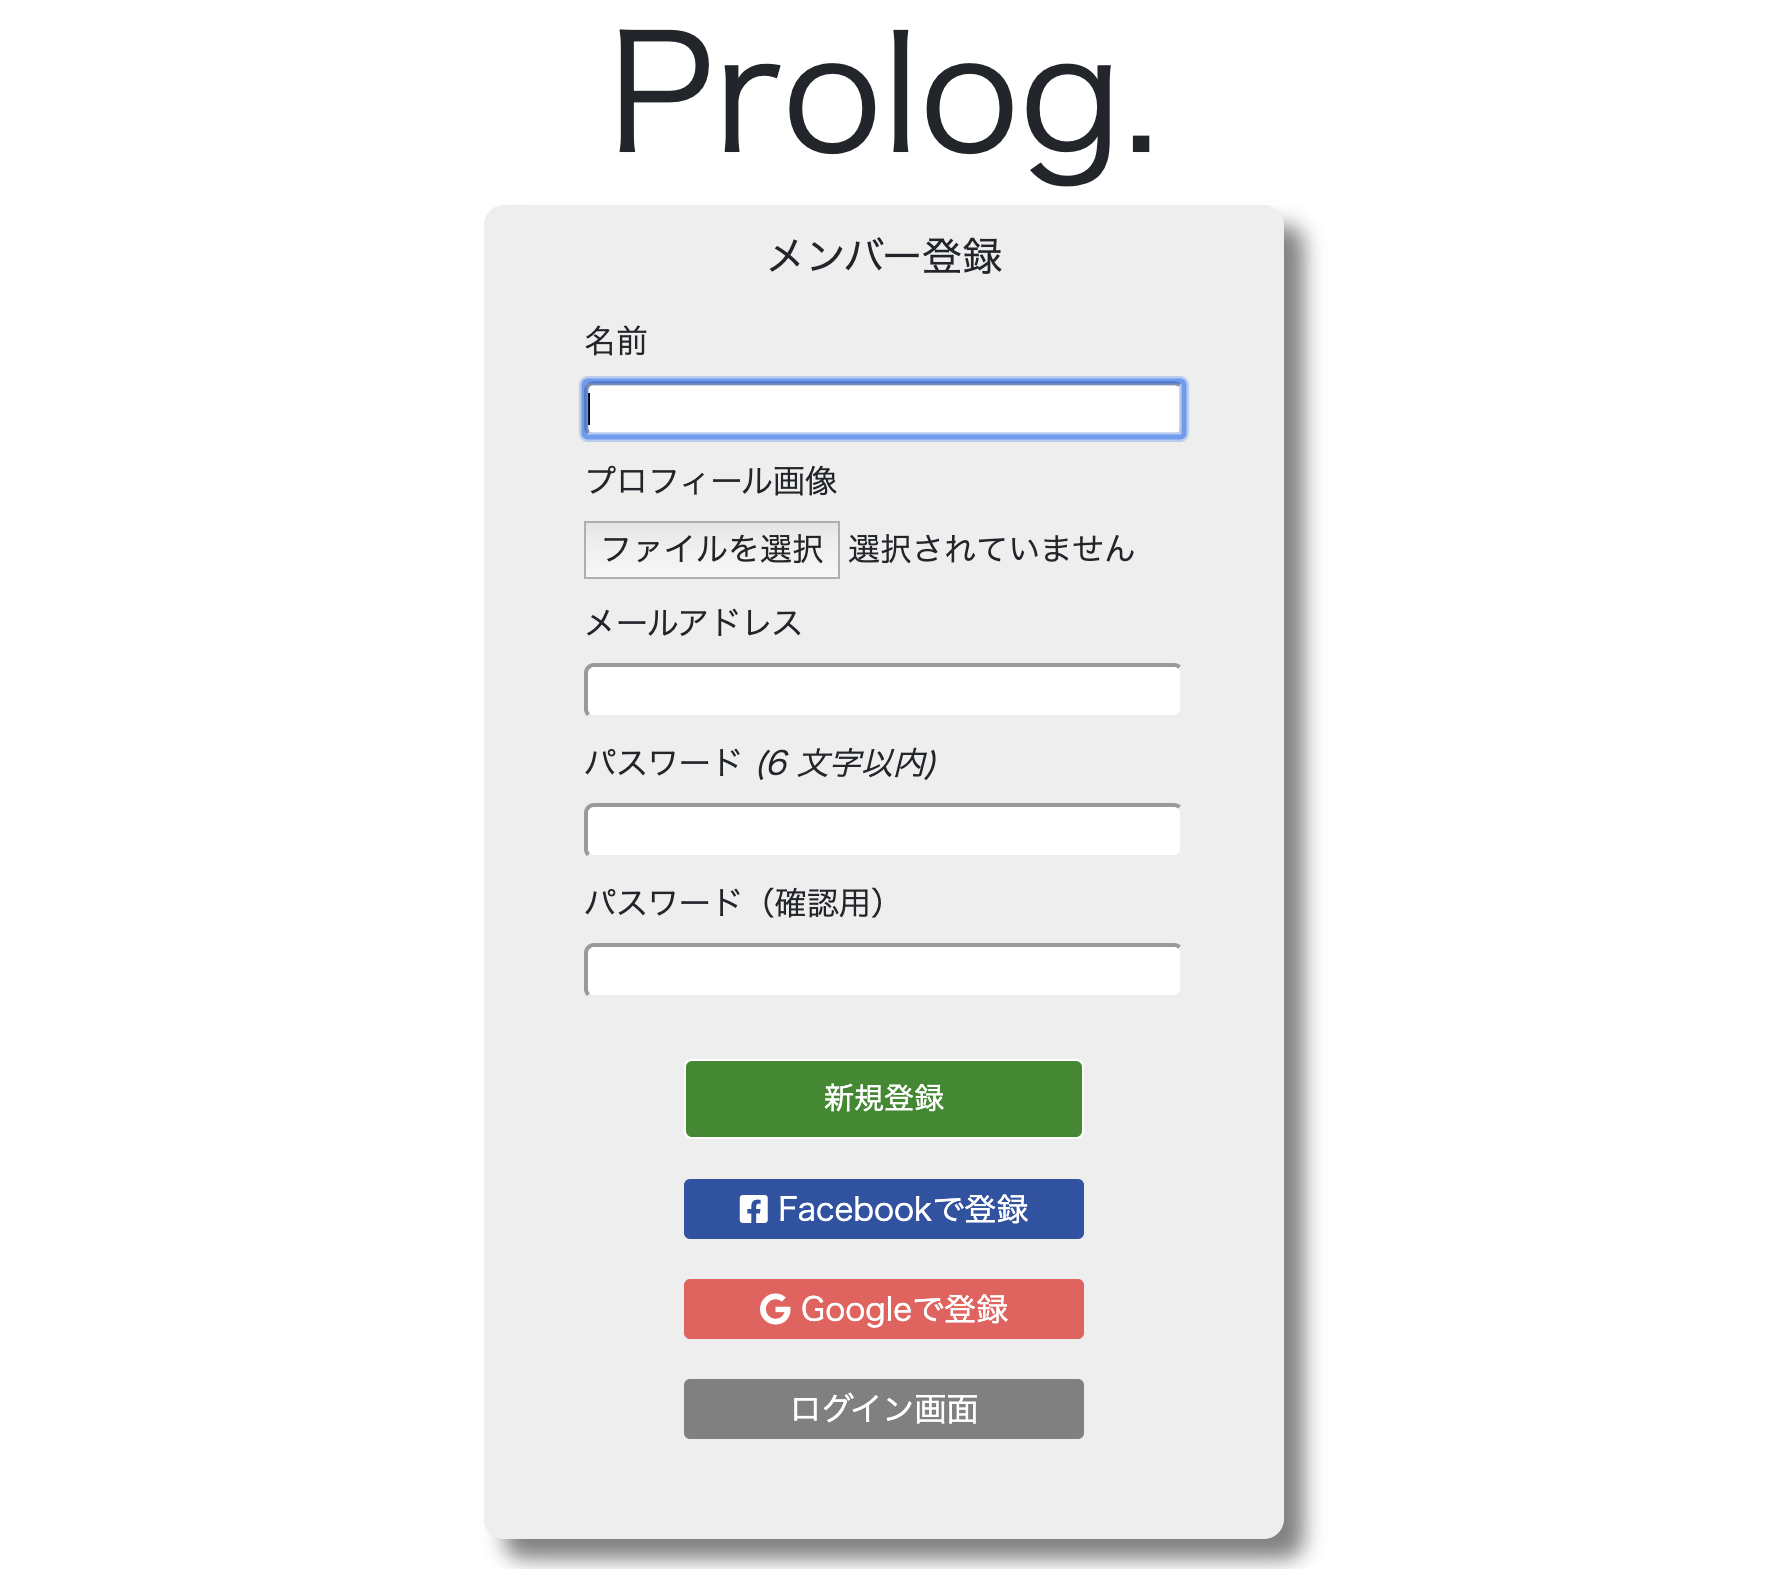 Prolog.
メンバー登録
名前
プロフィール画像
ファイルを選択 選択されていません
メールアドレス
パスワード (6 文字以内)
パスワード（確認用）
新規登録
Facebookで登録
Googleで登録
ログイン画面